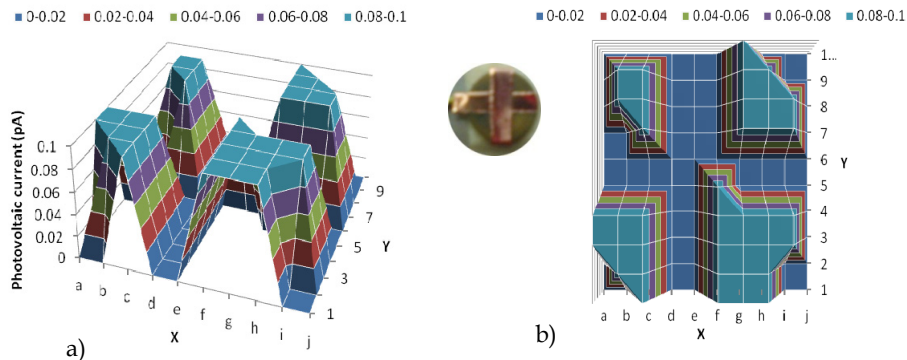 0-0.02 0.02-0.04 0.04-0.06 0.06-0.08 0.08-0.1
Photovoltaic current (pA)
0.1
0.08
0.06
0.04
0.02
0
a b c d e f g h i j
X
1
3
5
7
9
Y
a)
0-0.02 0.02-0.04 0.04-0.06 0.06-0.08 0.08-0.1
1...
9
8
7
6
5
4
3
2
1
Y
a b c d e f g h i j
X
b)